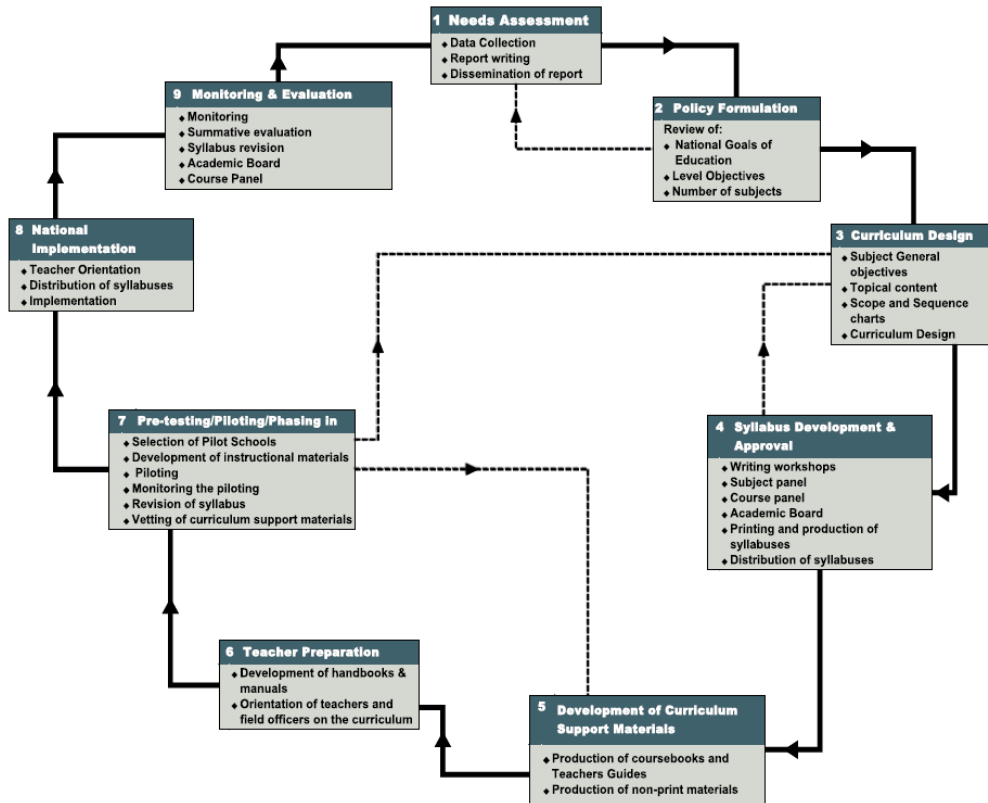 1 Needs Assessment
◆ Data Collection
◆ Report writing
◆ Dissemination of report
2 Policy Formulation
Review of:
◆ National Goals of
Education
◆ Level Objectives
◆ Number of subjects
3 Curriculum Design
◆ Subject General
objectives
◆ Topical content
◆ Scope and Sequence
charts
◆ Curriculum Design
4 Syllabus Development &
Approval
◆ Writing workshops
◆ Subject panel
◆ Course panel
◆ Academic Board
◆ Printing and production of
syllabuses
◆ Distribution of syllabuses
5 Development of Curriculum
Support Materials
◆ Production of coursebooks and
Teachers Guides
◆ Production of non-print materials
6 Teacher Preparation
◆ Development of handbooks &
manuals
◆ Orientation of teachers and
field officers on the curriculum
7 Pre-testing/Piloting/Phasing in
◆ Selection of Pilot Schools
◆ Development of instructional materials
◆ Piloting
◆ Monitoring the piloting
◆ Revision of syllabus
◆ Vetting of curriculum support materials
8 National
Implementation
◆ Teacher Orientation
◆ Distribution of syllabuses
◆ Implementation
9 Monitoring & Evaluation
◆ Monitoring
◆ Summative evaluation
◆ Syllabus revision
◆ Academic Board
◆ Course Panel